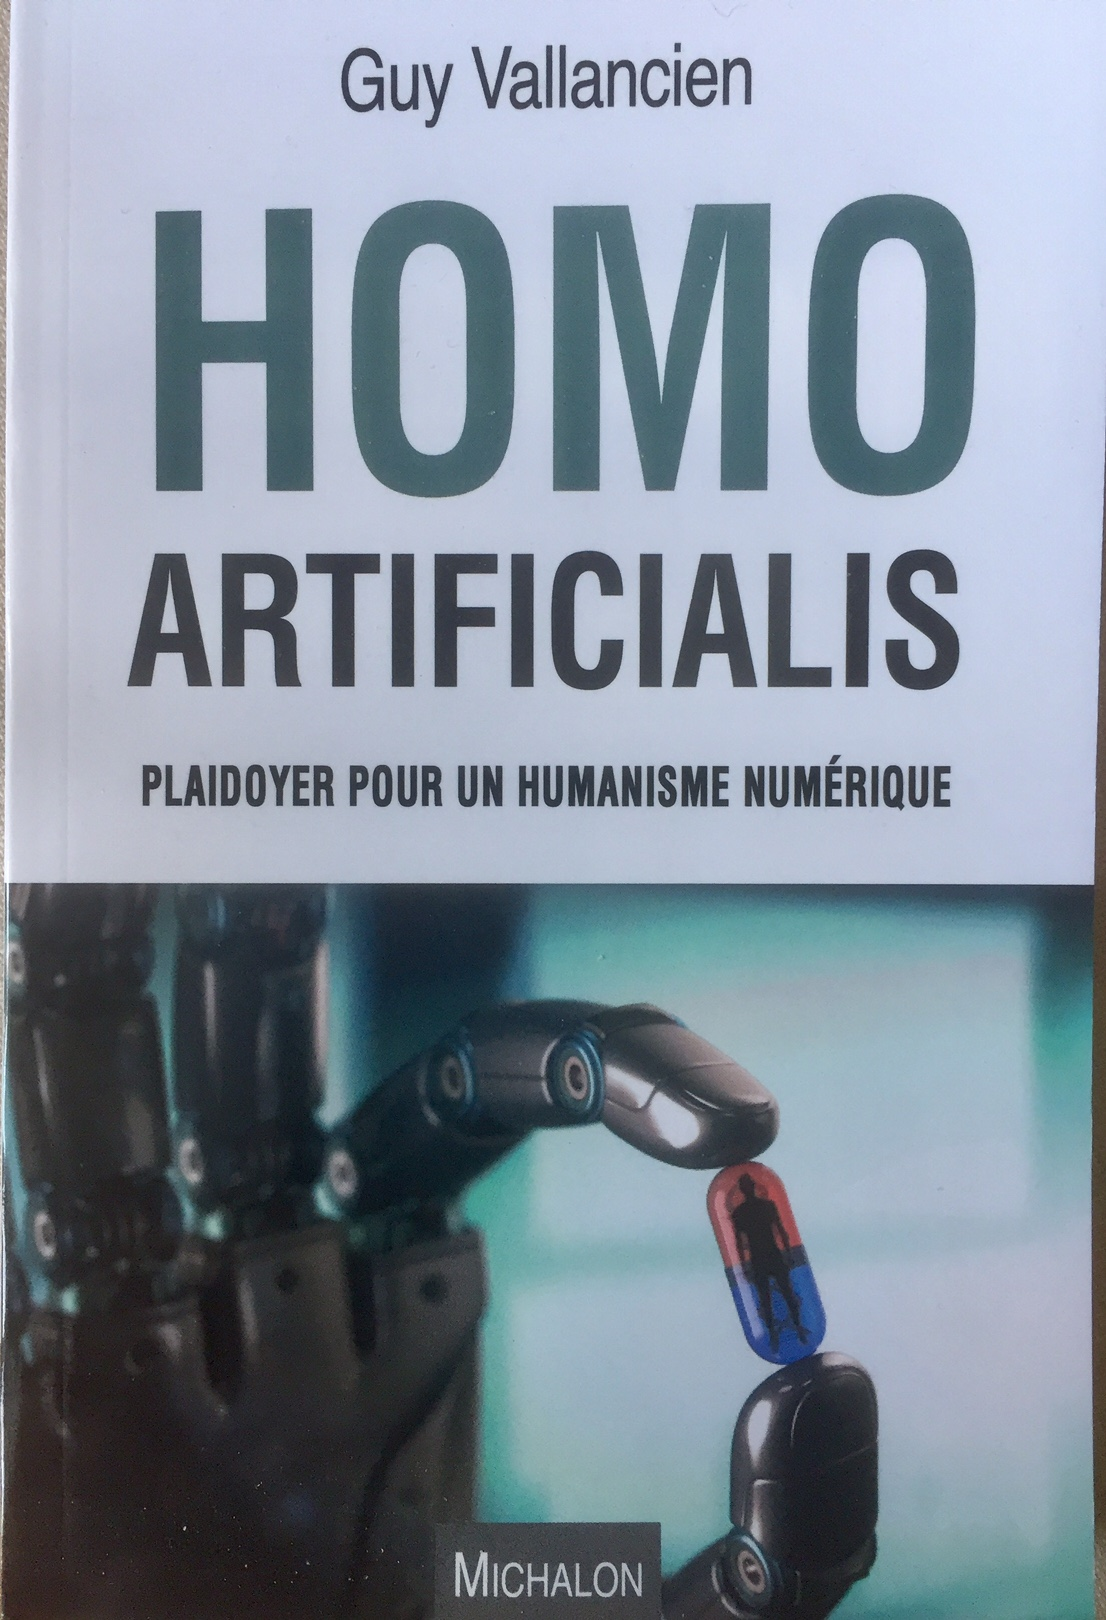 Guy Vallancien
HOMO
ARTIFICIALIS
PLAIDOYER POUR UN HUMANISME NUMÉRIQUE
MICHALON